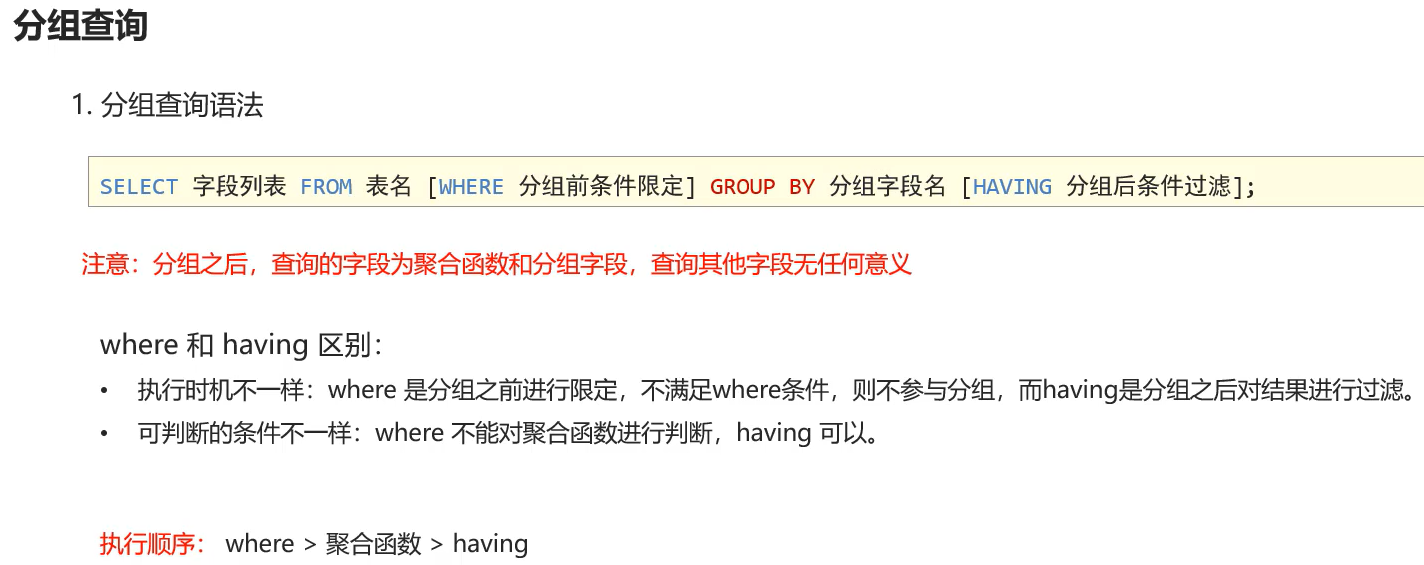 分组查询
1. 分组查询语法
SELECT 字段列表 FROM 表名 [WHERE 分组前条件限定] GROUP BY 分组字段名 [HAVING 分组后条件过滤];
注意：分组之后，查询的字段为聚合函数和分组字段，查询其他字段无任何意义
where 和 having 区别：
• 执行时机不一样：where 是分组之前进行限定，不满足where条件，则不参与分组，而having是分组之后对结果进行过滤。
• 可判断的条件不一样：where 不能对聚合函数进行判断，having 可以。
执行顺序： where > 聚合函数 > having